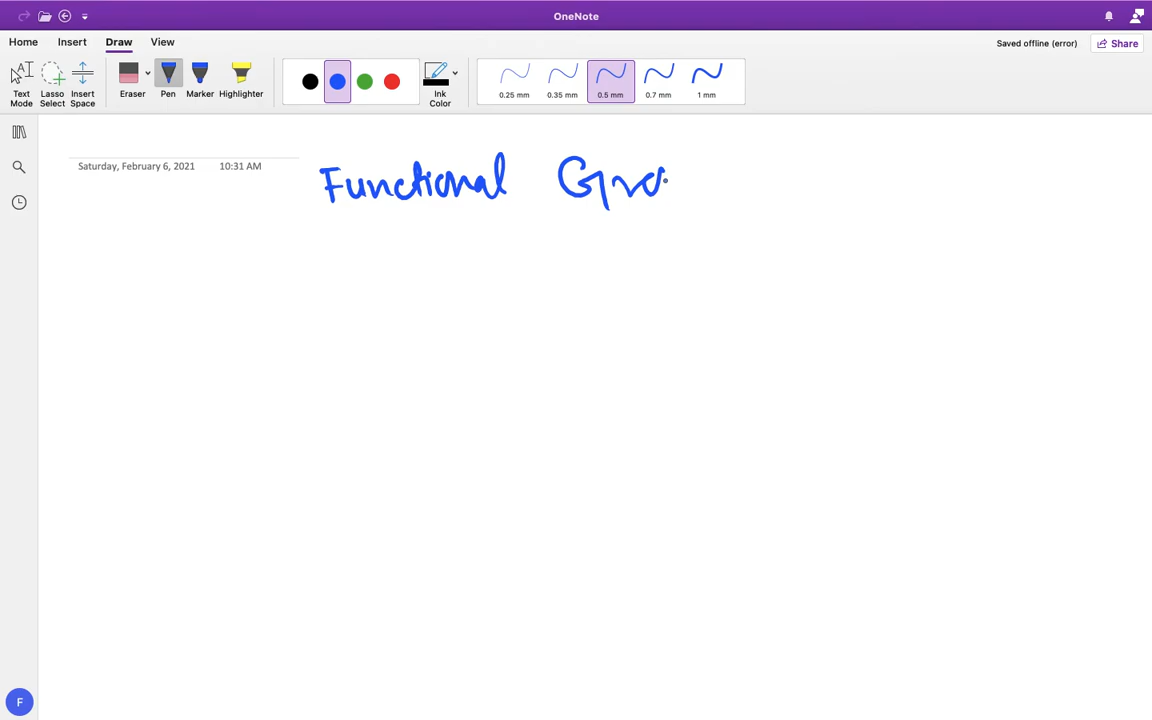 OneNote
Home Insert Draw View
Saved offline (error) Share
Text Mode
Lasso Select
Insert Space
Eraser
Pen
Marker
Highlighter
Ink Color
0.25 mm
0.35 mm
0.5 mm
0.7 mm
1 mm
Saturday, February 6, 2021 10:31 AM
Functional Gra
F